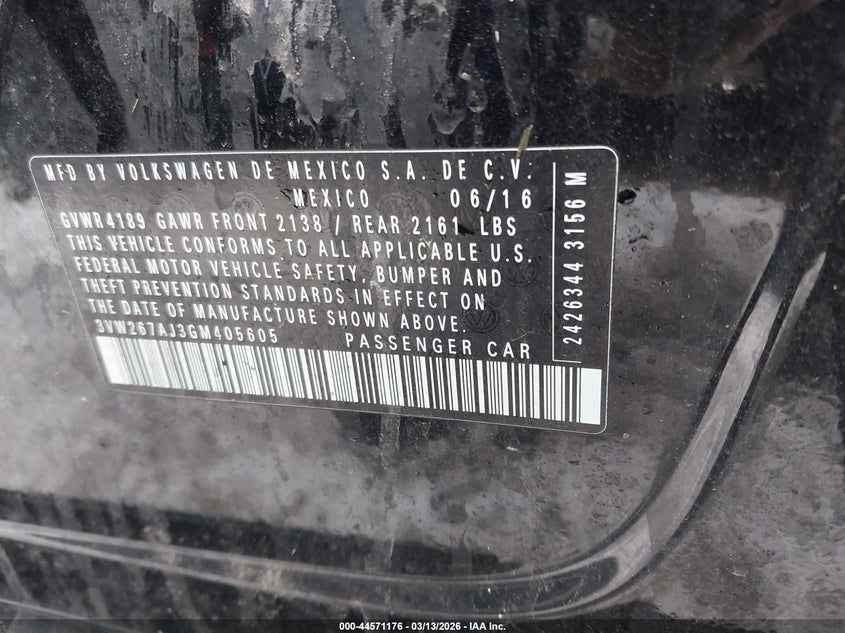 MFD BY VOLKSWAGEN DE MEXICO S.A. DE C.V.
MEXICO 06/16
GVWR4189 GAWR FRONT 2138 / REAR 2161 LBS
THIS VEHICLE CONFORMS TO ALL APPLICABLE U.S.
FEDERAL MOTOR VEHICLE SAFETY, BUMPER AND
THEFT PREVENTION STANDARDS IN EFFECT ON
THE DATE OF MANUFACTURE SHOWN ABOVE.
3VW267AJ3GM405605 PASSENGER CAR
2426344 3156 M
000-44571176 - 03/13/2026 - IAA Inc.